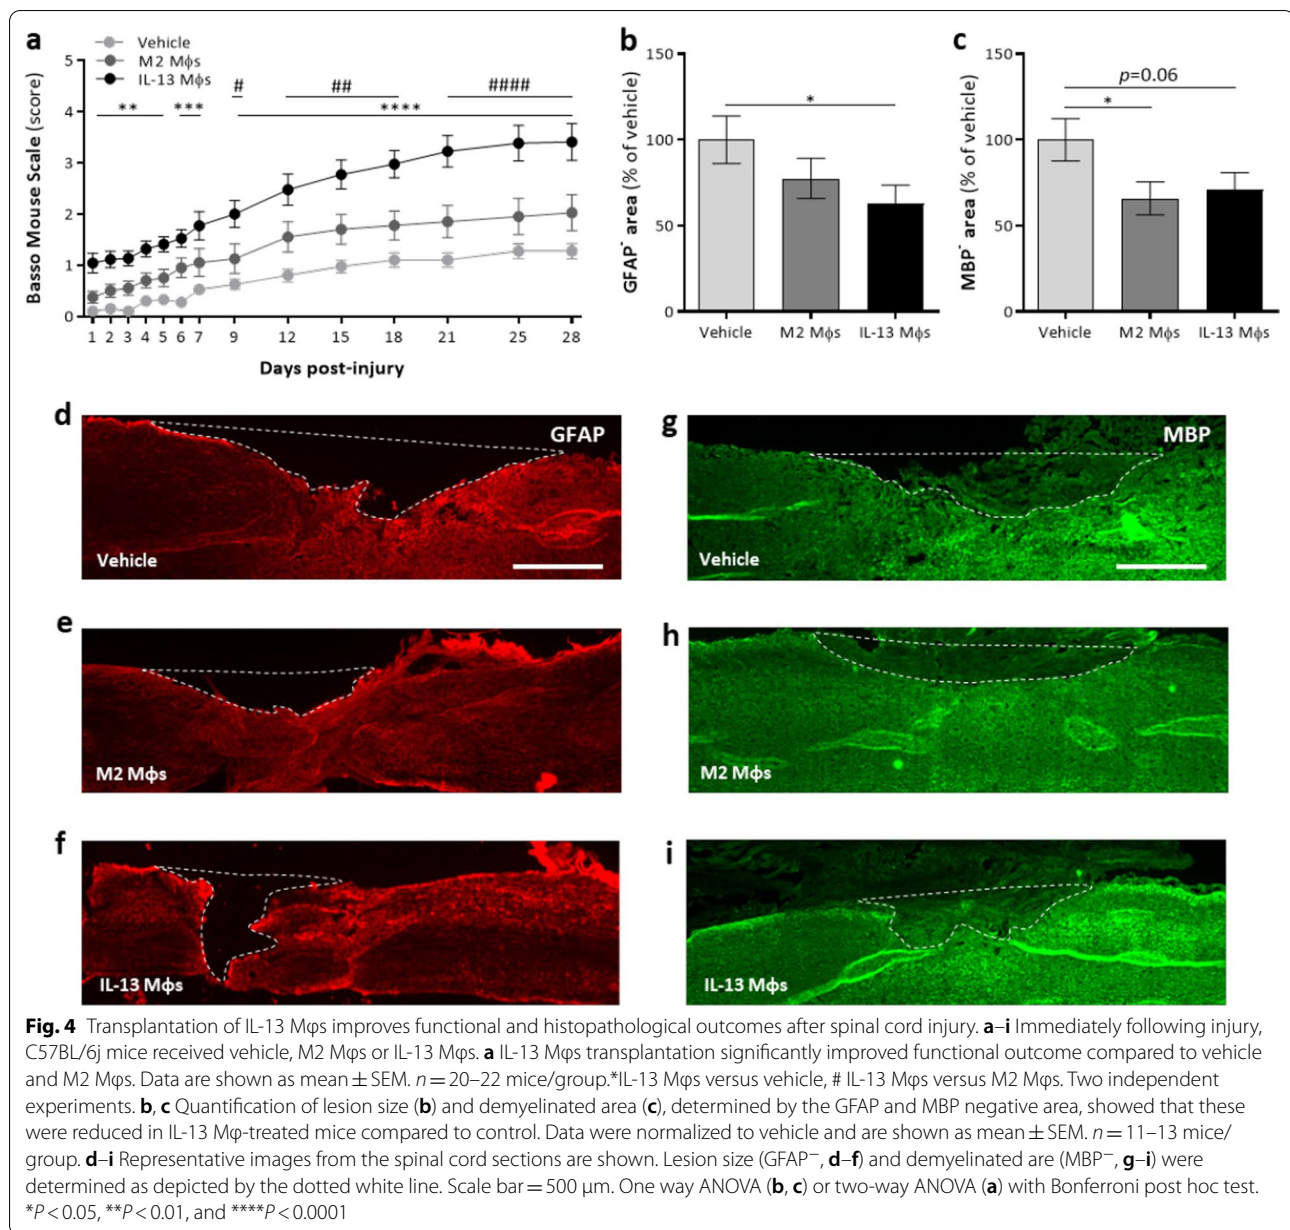 a
Vehicle
M2 Mϕs
IL-13 Mϕs
Basso Mouse Scale (score)
5
4
3
2
1
0
** *** # ## #### ****
1 2 3 4 5 6 7 9 12 15 18 21 25 28
Days post-injury
b
GFAP⁻ area (% of vehicle)
150
100
50
0
*
Vehicle M2 Mϕs IL-13 Mϕs
c
MBP⁻ area (% of vehicle)
150
100
50
0
p=0.06
*
Vehicle M2 Mϕs IL-13 Mϕs
d
GFAP
Vehicle
g
MBP
Vehicle
e
M2 Mϕs
h
M2 Mϕs
f
IL-13 Mϕs
i
IL-13 Mϕs
Fig. 4 Transplantation of IL-13 Mφs improves functional and histopathological outcomes after spinal cord injury. a–i Immediately following injury,
C57BL/6j mice received vehicle, M2 Mφs or IL-13 Mφs. a IL-13 Mφs transplantation significantly improved functional outcome compared to vehicle
and M2 Mφs. Data are shown as mean ± SEM. n = 20–22 mice/group.*IL-13 Mφs versus vehicle, # IL-13 Mφs versus M2 Mφs. Two independent
experiments. b, c Quantification of lesion size (b) and demyelinated area (c), determined by the GFAP and MBP negative area, showed that these
were reduced in IL-13 Mφ-treated mice compared to control. Data were normalized to vehicle and are shown as mean ± SEM. n = 11–13 mice/
group. d–i Representative images from the spinal cord sections are shown. Lesion size (GFAP⁻, d–f) and demyelinated are (MBP⁻, g–i) were
determined as depicted by the dotted white line. Scale bar = 500 μm. One way ANOVA (b, c) or two-way ANOVA (a) with Bonferroni post hoc test.
*P < 0.05, **P < 0.01, and ****P < 0.0001